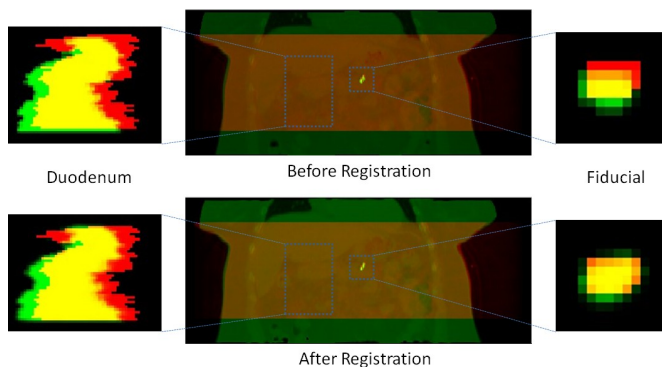 Before Registration
Duodenum
Fiducial
After Registration